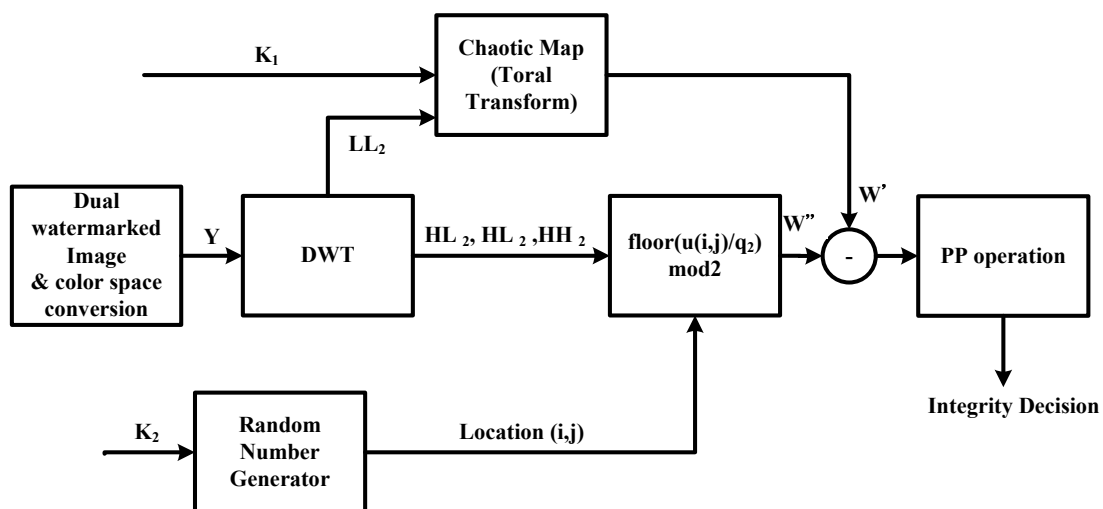 K₁
Chaotic Map
(Toral
Transform)
LL₂
W'
Dual
watermarked
Image
& color space
conversion
Y
DWT
HL ₂, HL ₂ ,HH ₂
floor(u(i,j)/q₂)
mod2
W"
-
PP operation
Integrity Decision
K₂
Random
Number
Generator
Location (i,j)